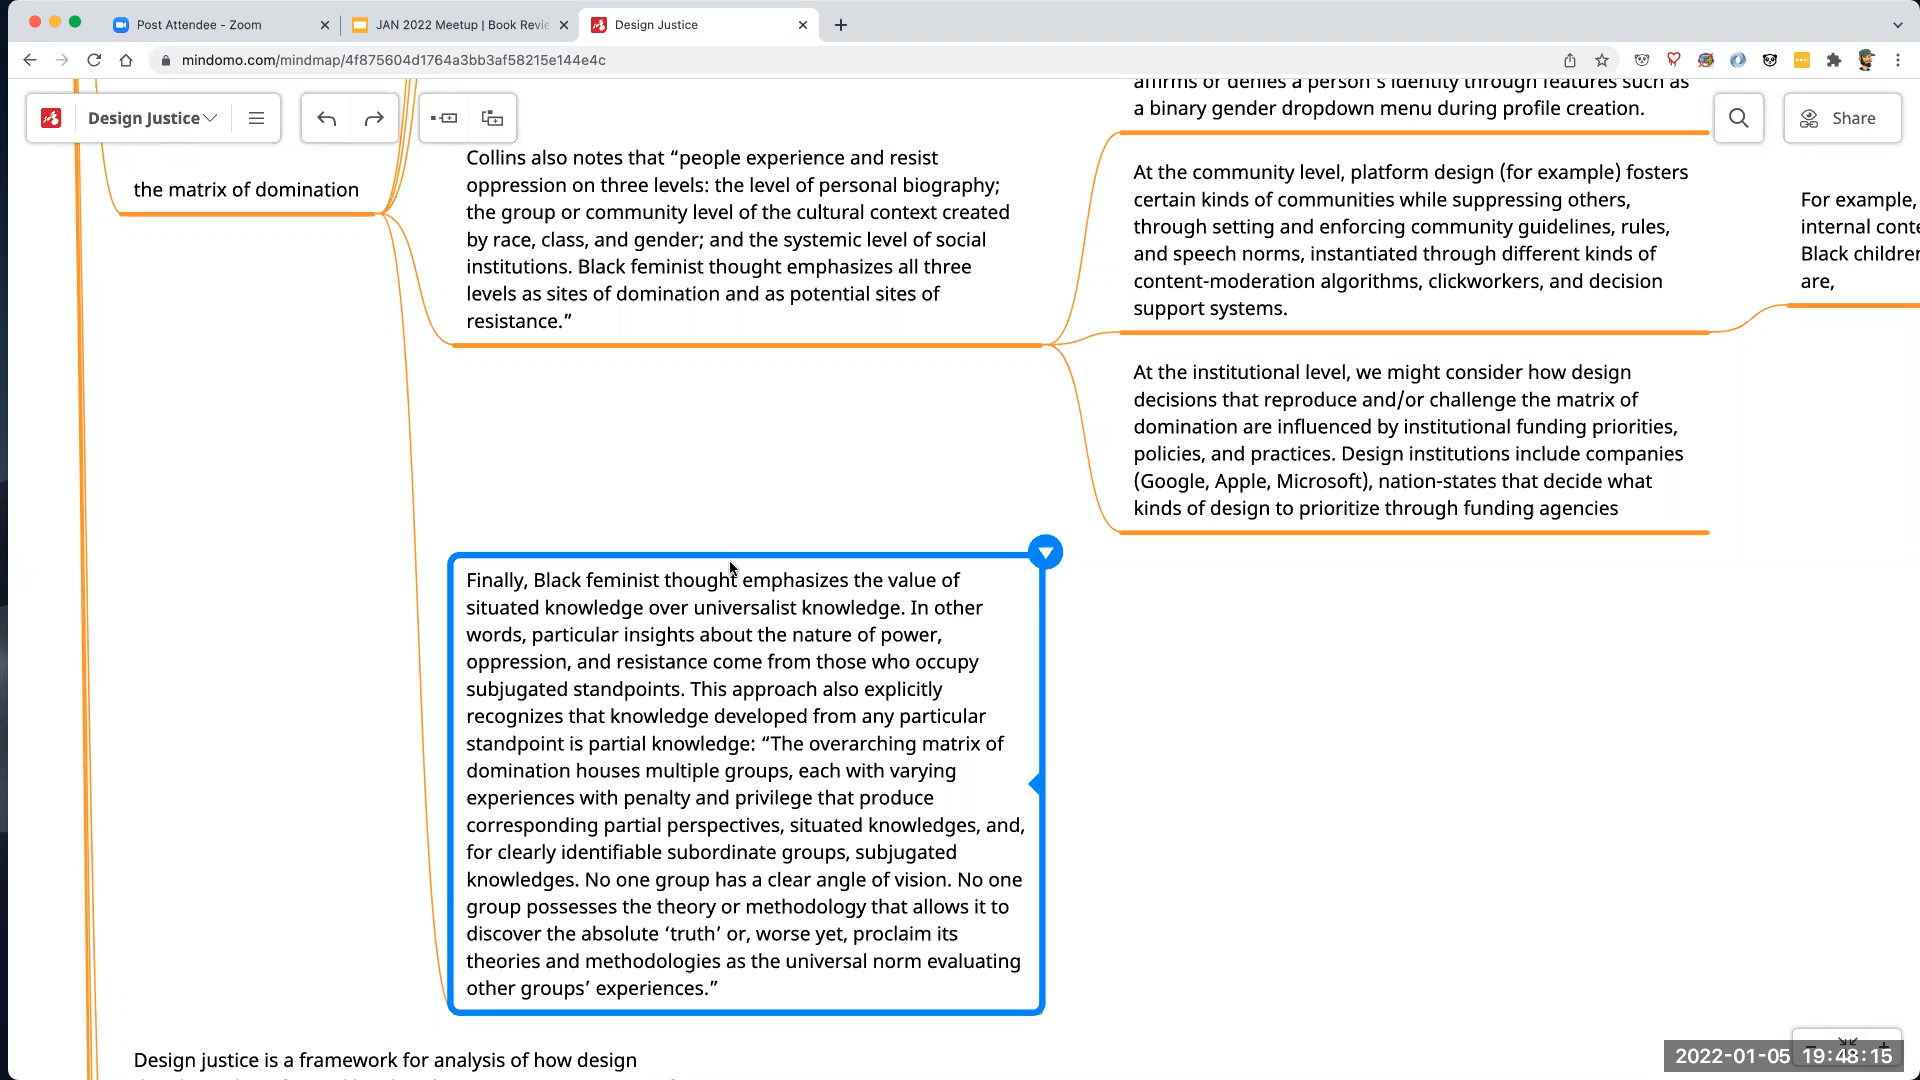 Post Attendee - Zoom
JAN 2022 Meetup | Book Revie
Design Justice
mindomo.com/mindmap/4f875604d1764a3bb3af58215e144e4c
Design Justice
Share
the matrix of domination
Collins also notes that “people experience and resist
oppression on three levels: the level of personal biography;
the group or community level of the cultural context created
by race, class, and gender; and the systemic level of social
institutions. Black feminist thought emphasizes all three
levels as sites of domination and as potential sites of
resistance.”
affirms or denies a person's identity through features such as
a binary gender dropdown menu during profile creation.
At the community level, platform design (for example) fosters
certain kinds of communities while suppressing others,
through setting and enforcing community guidelines, rules,
and speech norms, instantiated through different kinds of
content-moderation algorithms, clickworkers, and decision
support systems.
For example,
internal conte
Black children
are,
At the institutional level, we might consider how design
decisions that reproduce and/or challenge the matrix of
domination are influenced by institutional funding priorities,
policies, and practices. Design institutions include companies
(Google, Apple, Microsoft), nation-states that decide what
kinds of design to prioritize through funding agencies
Finally, Black feminist thought emphasizes the value of
situated knowledge over universalist knowledge. In other
words, particular insights about the nature of power,
oppression, and resistance come from those who occupy
subjugated standpoints. This approach also explicitly
recognizes that knowledge developed from any particular
standpoint is partial knowledge: “The overarching matrix of
domination houses multiple groups, each with varying
experiences with penalty and privilege that produce
corresponding partial perspectives, situated knowledges, and,
for clearly identifiable subordinate groups, subjugated
knowledges. No one group has a clear angle of vision. No one
group possesses the theory or methodology that allows it to
discover the absolute ‘truth’ or, worse yet, proclaim its
theories and methodologies as the universal norm evaluating
other groups’ experiences.”
Design justice is a framework for analysis of how design
2022-01-05 19:48:15